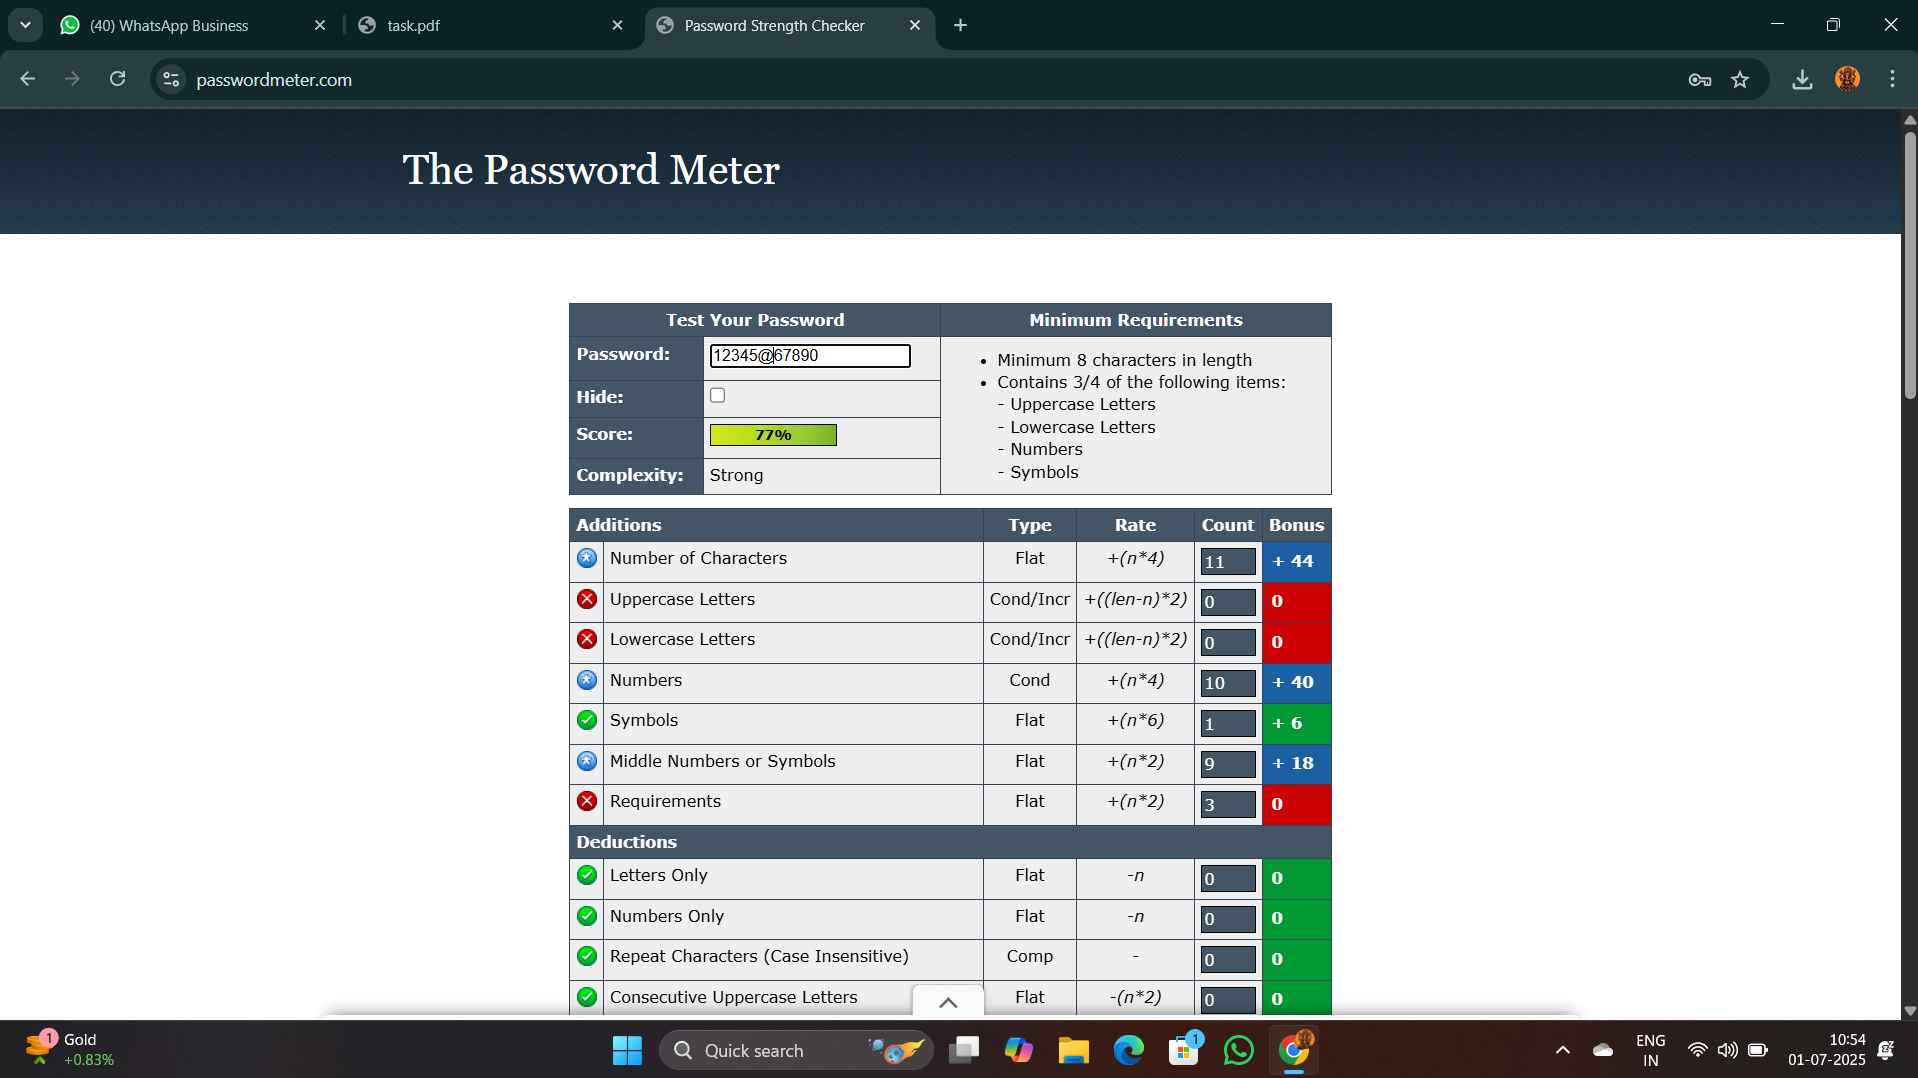 (40) WhatsApp Business
task.pdf
Password Strength Checker
passwordmeter.com
The Password Meter
Test Your Password
Minimum Requirements
Password:
12345@67890
Hide:
Score:
77%
Complexity:
Strong
• Minimum 8 characters in length
• Contains 3/4 of the following items:
- Uppercase Letters
- Lowercase Letters
- Numbers
- Symbols
Additions Type Rate Count Bonus
Number of Characters Flat +(n*4) 11 + 44
Uppercase Letters Cond/Incr +((len-n)*2) 0 0
Lowercase Letters Cond/Incr +((len-n)*2) 0 0
Numbers Cond +(n*4) 10 + 40
Symbols Flat +(n*6) 1 + 6
Middle Numbers or Symbols Flat +(n*2) 9 + 18
Requirements Flat +(n*2) 3 0
Deductions
Letters Only Flat -n 0 0
Numbers Only Flat -n 0 0
Repeat Characters (Case Insensitive) Comp - 0 0
Consecutive Uppercase Letters Flat -(n*2) 0 0
1
Gold
+0.83%
Quick search
1
ENG
IN
10:54
01-07-2025